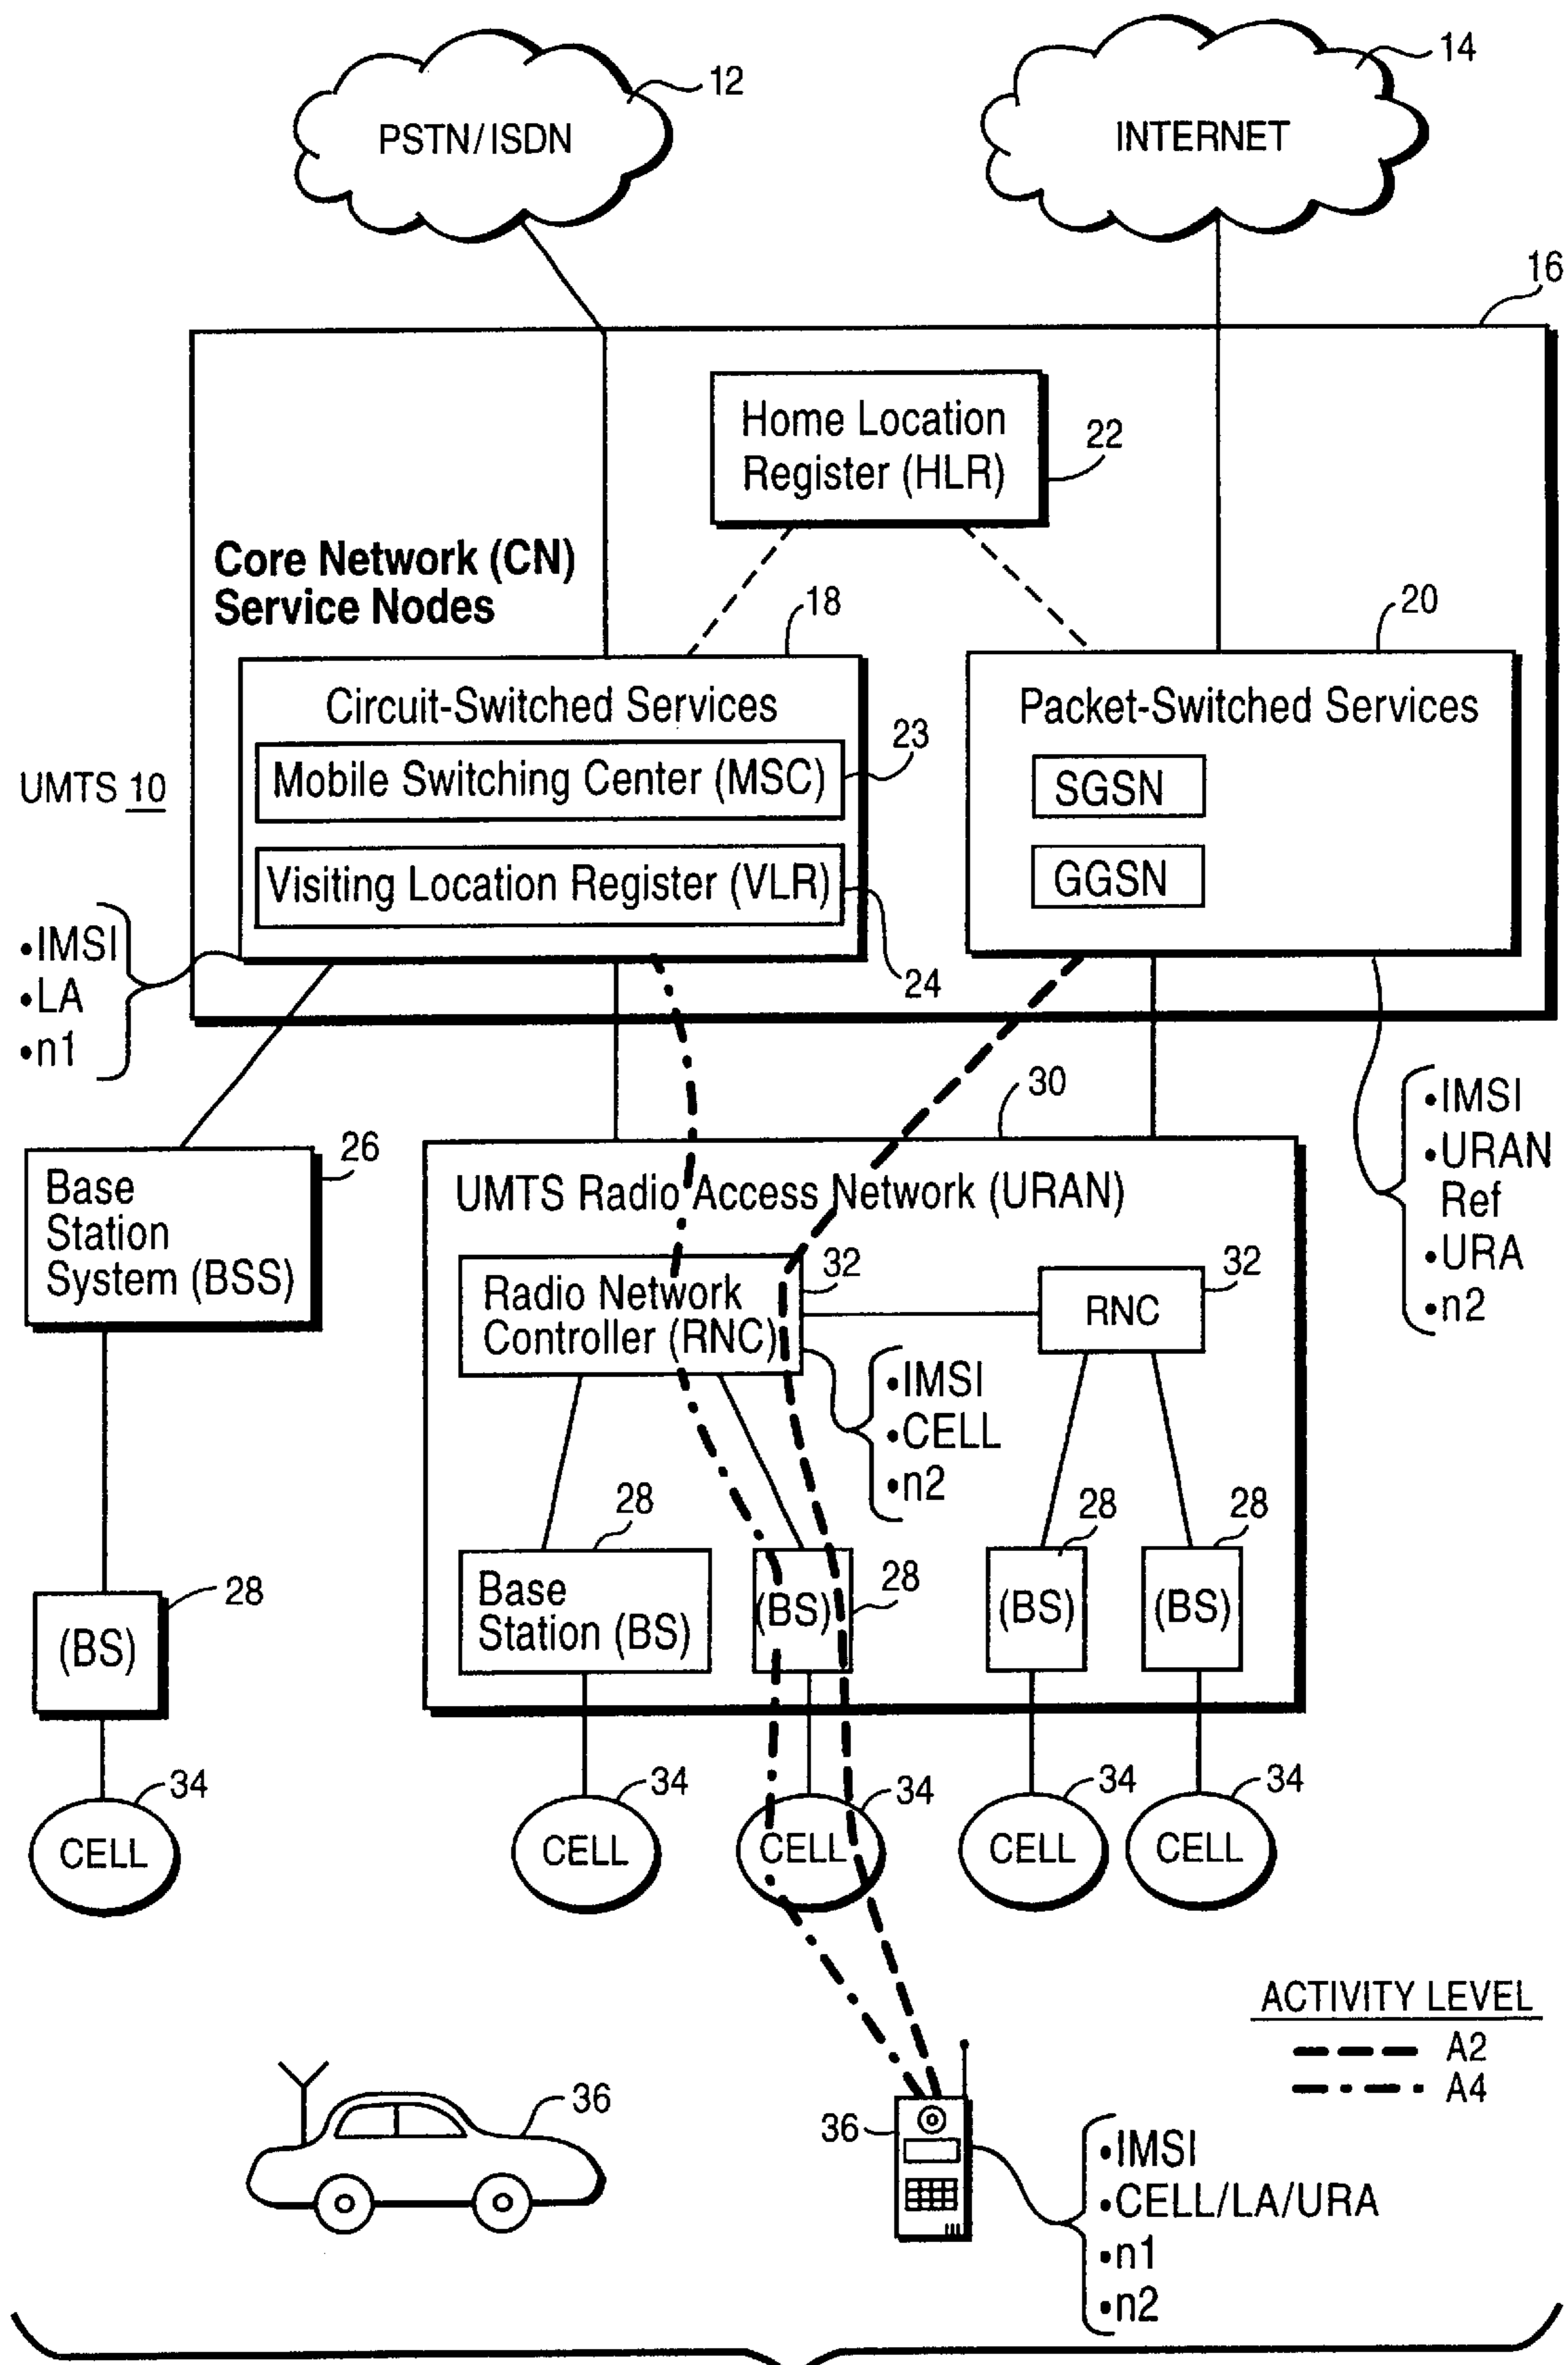 12
PSTN/ISDN
14
INTERNET
16
Home Location
Register (HLR)
22
Core Network (CN)
Service Nodes
18
20
Circuit-Switched Services
Mobile Switching Center (MSC)
23
Visiting Location Register (VLR)
24
Packet-Switched Services
SGSN
GGSN
UMTS 10
•IMSI
•LA
•n1
•IMSI
•URAN
Ref
•URA
•n2
26
Base
Station
System (BSS)
30
UMTS Radio Access Network (URAN)
Radio Network
Controller (RNC)
32
RNC
32
•IMSI
•CELL
•n2
28
(BS)
28
Base
Station (BS)
(BS)
28
28
(BS)
28
(BS)
34
CELL
34
CELL
34
CELL
34
CELL
34
CELL
ACTIVITY LEVEL
A2
A4
36
36
•IMSI
•CELL/LA/URA
•n1
•n2